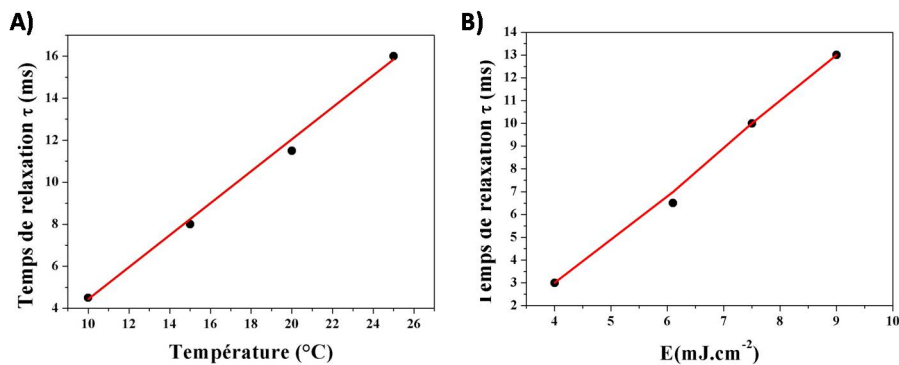 A)
Temps de relaxation τ (ms)
16
14
12
10
8
6
4
10 12 14 16 18 20 22 24 26
Température (°C)
B)
Temps de relaxation τ (ms)
14
13
12
11
10
9
8
7
6
5
4
3
2
4 5 6 7 8 9 10
E(mJ.cm⁻²)